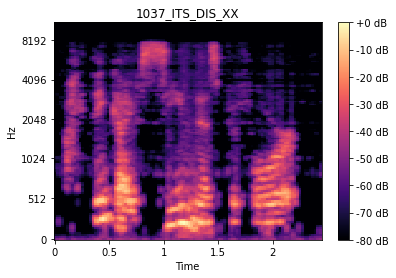 1037_ITS_DIS_XX
Hz
8192
4096
2048
1024
512
0
0
0.5
1
1.5
2
Time
+0 dB
-10 dB
-20 dB
-30 dB
-40 dB
-50 dB
-60 dB
-70 dB
-80 dB